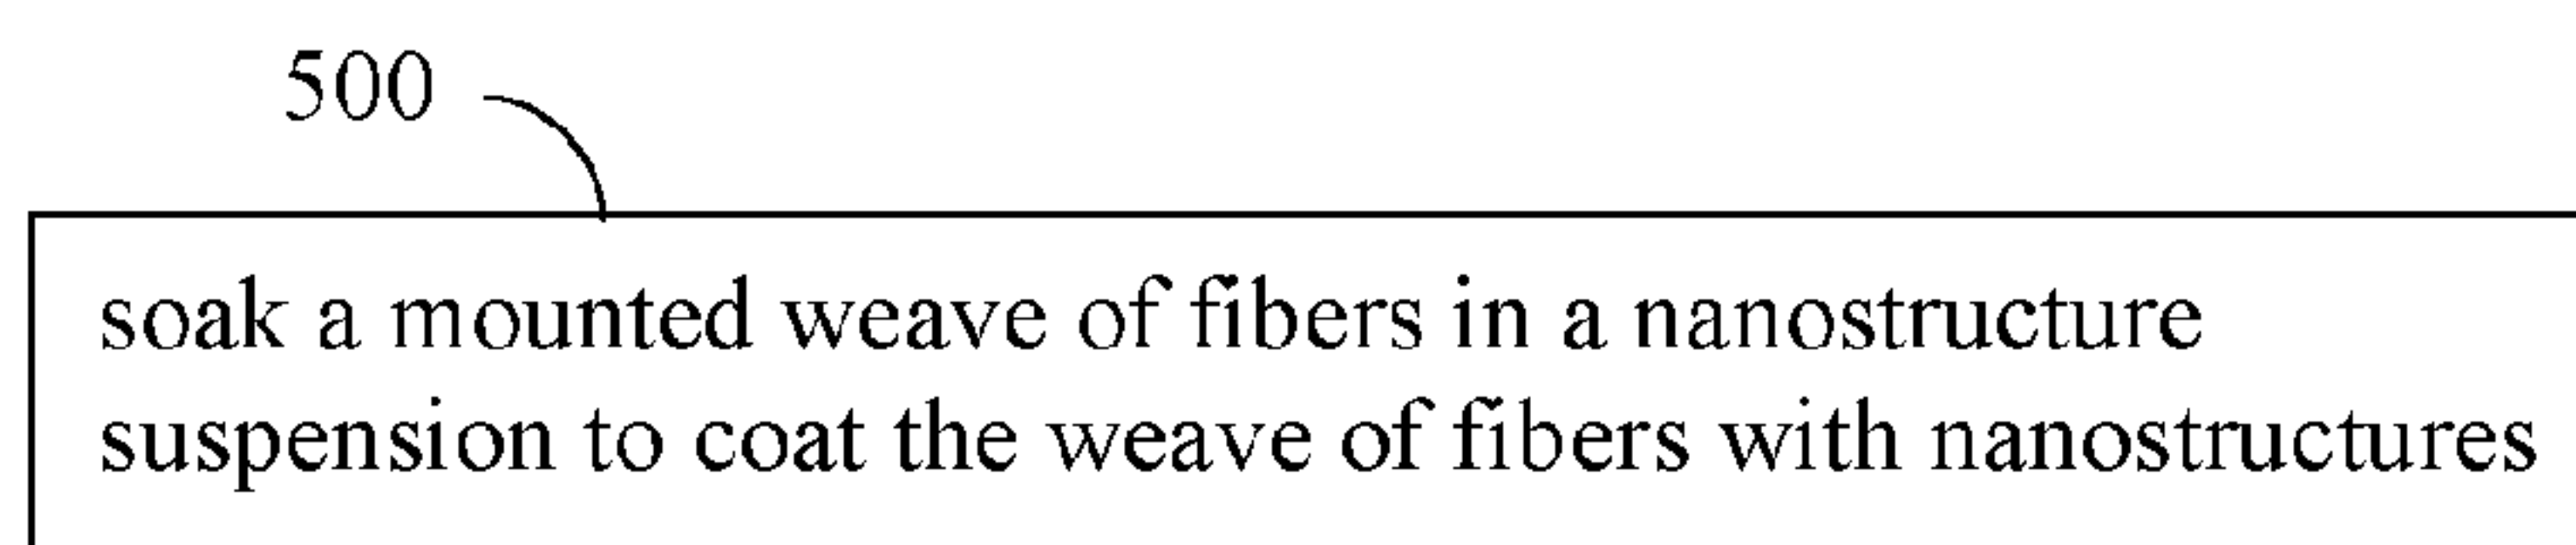 500
soak a mounted weave of fibers in a nanostructure
suspension to coat the weave of fibers with nanostructures